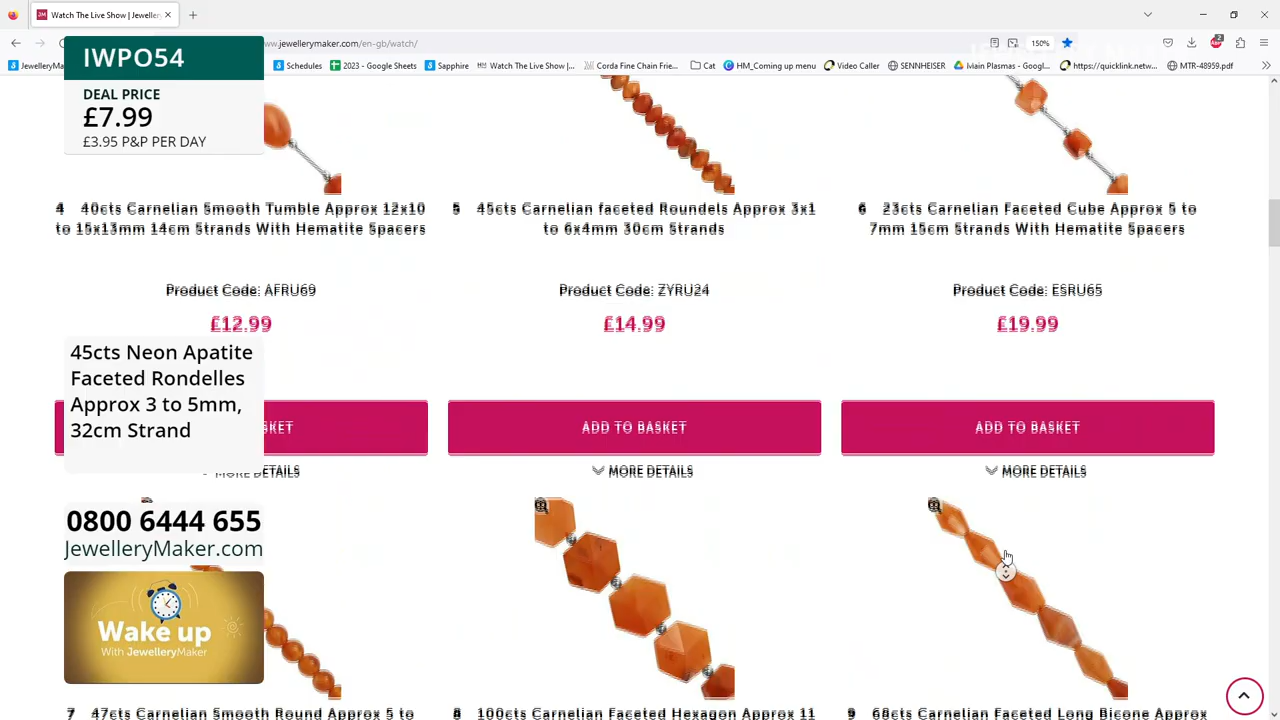 Watch The Live Show | Jeweller
ww.jewellerymaker.com/en-gb/watch/
150%
2
JewelleryMa
Schedules
2023 - Google Sheets
Sapphire
Watch The Live Show |...
Corda Fine Chain Frie...
Cat
HM_Coming up menu
Video Caller
SENNHEISER
Main Plasmas - Googl...
https://quicklink.netw...
MTR-48959.pdf
IWPO54
DEAL PRICE
£7.99
£3.95 P&P PER DAY
4 40cts Carnelian Smooth Tumble Approx 12x10
to 15x13mm 14cm Strands With Hematite Spacers
Product Code: AFRU69
£12.99
5 45cts Carnelian faceted Roundels Approx 3x1
to 6x4mm 30cm Strands
Product Code: ZYRU24
£14.99
6 23cts Carnelian Faceted Cube Approx 5 to
7mm 15cm Strands With Hematite Spacers
Product Code: ESRU65
£19.99
45cts Neon Apatite
Faceted Rondelles
Approx 3 to 5mm,
32cm Strand
SKET
ADD TO BASKET
ADD TO BASKET
MORE DETAILS
MORE DETAILS
MORE DETAILS
0800 6444 655
JewelleryMaker.com
Wake up
With JewelleryMaker
7 47cts Carnelian Smooth Round Approx 5 to
8 100cts Carnelian Faceted Hexagon Approx 11
9 68cts Carnelian Faceted Long Bicone Approx